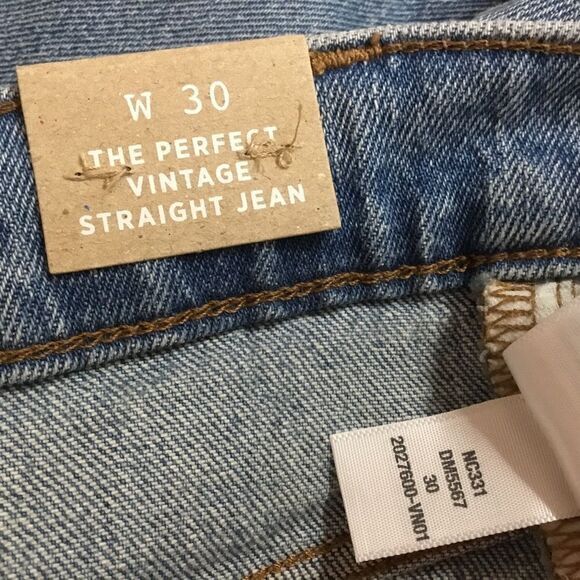 W 30
THE PERFECT
VINTAGE
STRAIGHT JEAN
NC331
DM5567
30
2027600-VN01